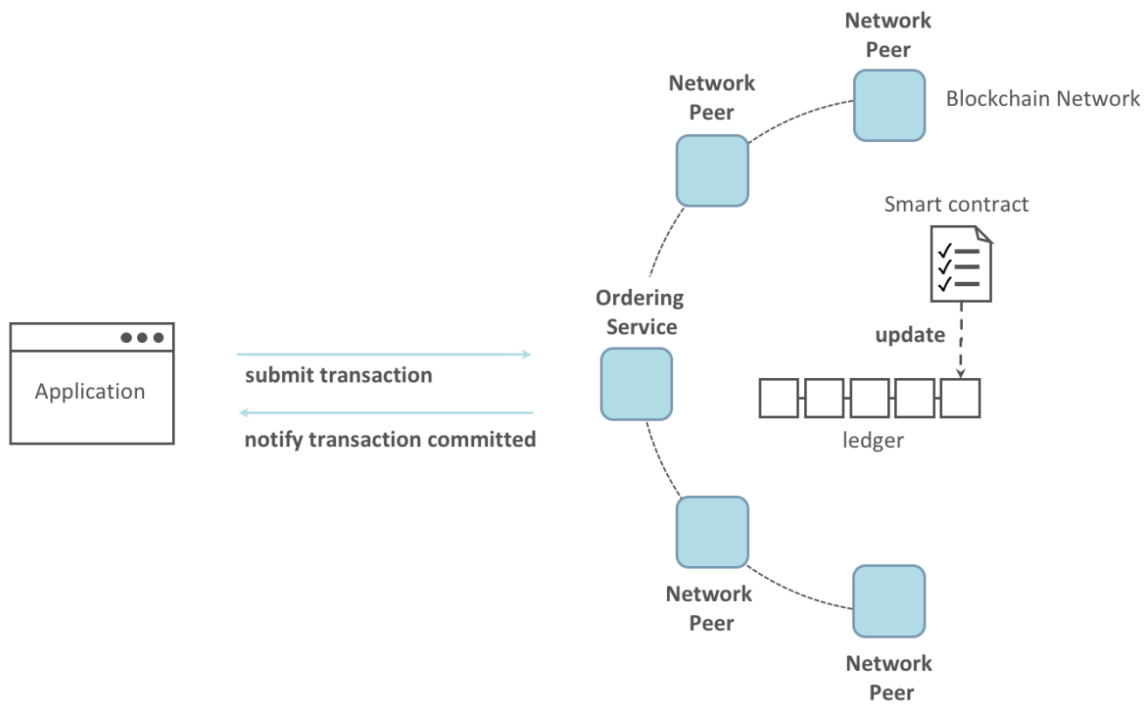 Network
Peer
Blockchain Network
Network
Peer
Smart contract
Ordering
Service
update
Application
submit transaction
notify transaction committed
ledger
Network
Peer
Network
Peer